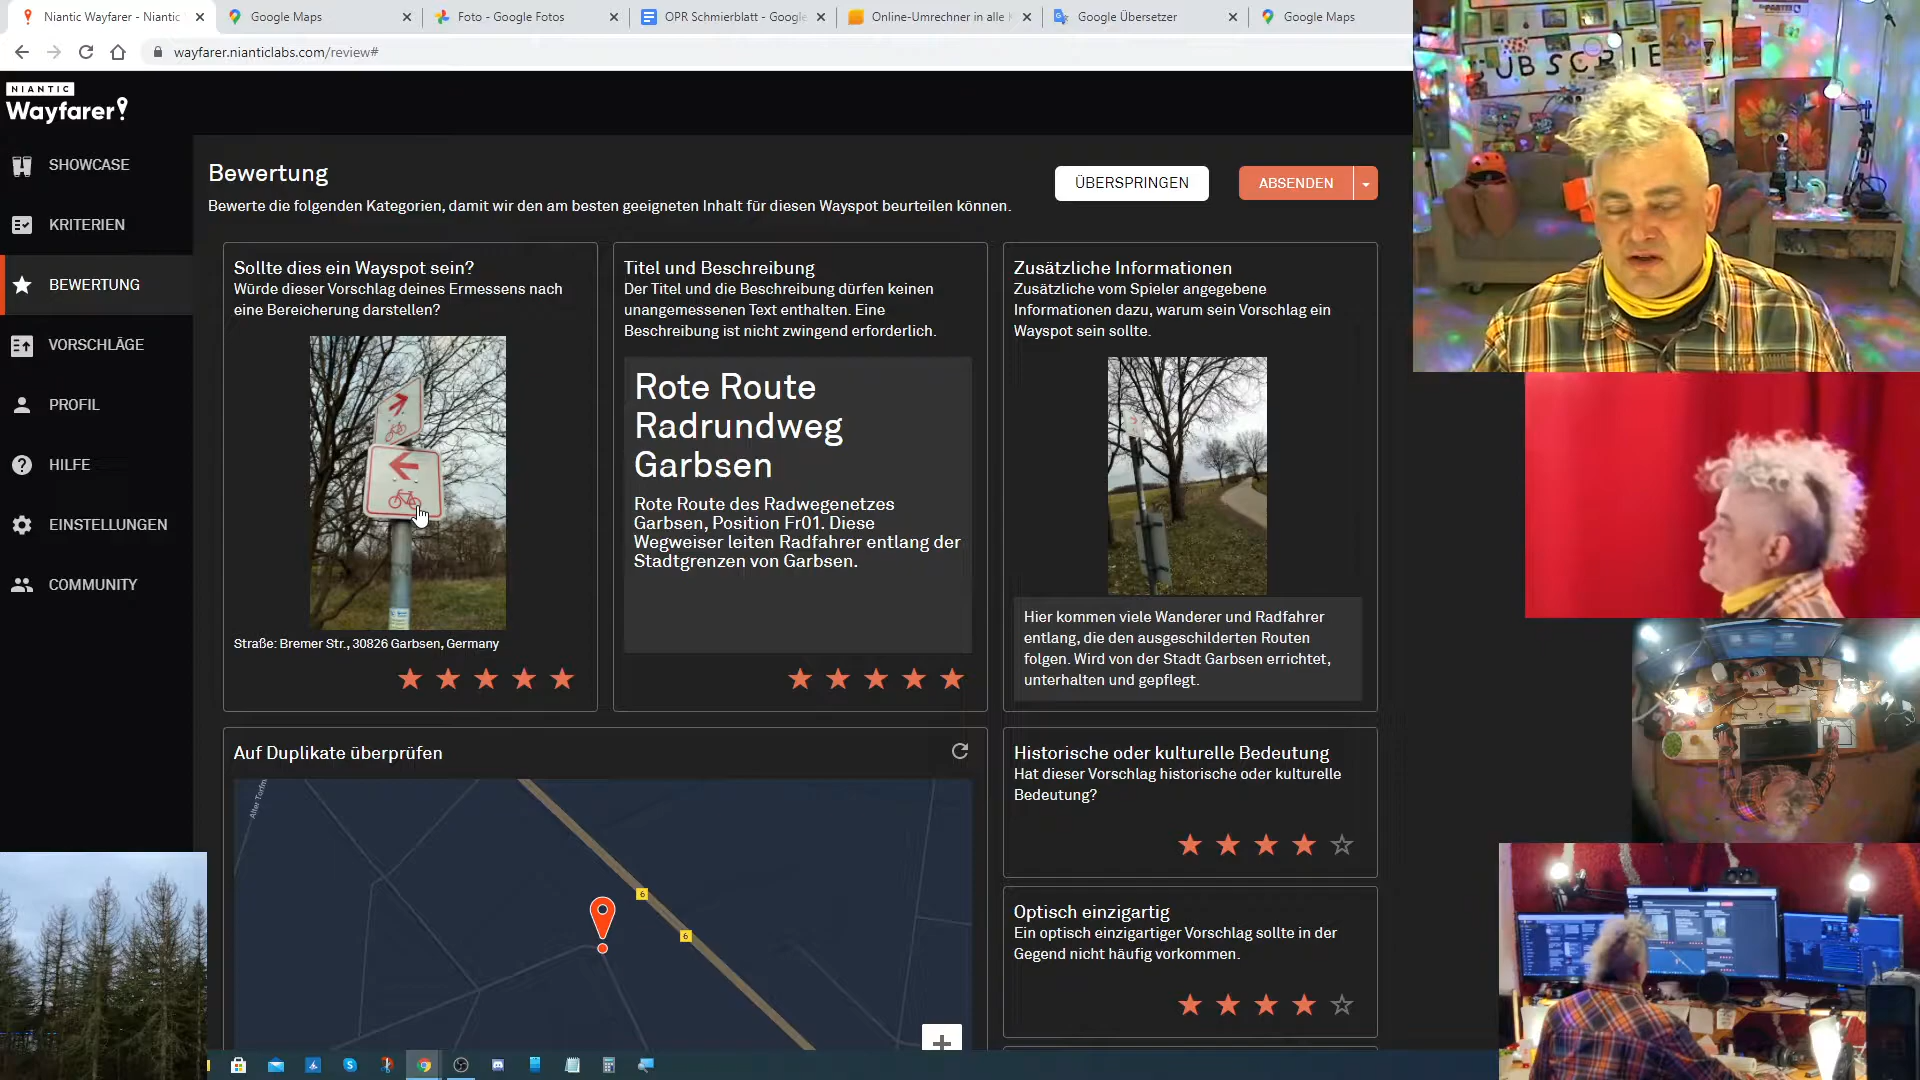 Niantic Wayfarer - Niantic
Google Maps
Foto - Google Fotos
OPR Schmierblatt - Google
Online-Umrechner in alle
Google Übersetzer
Google Maps
wayfarer.nianticlabs.com/review#
NIANTIC
Wayfarer
SHOWCASE
KRITERIEN
BEWERTUNG
VORSCHLÄGE
PROFIL
HILFE
EINSTELLUNGEN
COMMUNITY
Bewertung
Bewerte die folgenden Kategorien, damit wir den am besten geeigneten Inhalt für diesen Wayspot beurteilen können.
ÜBERSPRINGEN
ABSENDEN
Sollte dies ein Wayspot sein?
Würde dieser Vorschlag deines Ermessens nach
eine Bereicherung darstellen?
Straße: Bremer Str., 30826 Garbsen, Germany
Titel und Beschreibung
Der Titel und die Beschreibung dürfen keinen
unangemessenen Text enthalten. Eine
Beschreibung ist nicht zwingend erforderlich.
Rote Route
Radrundweg
Garbsen
Rote Route des Radwegenetzes
Garbsen, Position Fr01. Diese
Wegweiser leiten Radfahrer entlang der
Stadtgrenzen von Garbsen.
Zusätzliche Informationen
Zusätzliche vom Spieler angegebene
Informationen dazu, warum sein Vorschlag ein
Wayspot sein sollte.
Hier kommen viele Wanderer und Radfahrer
entlang, die den ausgeschilderten Routen
folgen. Wird von der Stadt Garbsen errichtet,
unterhalten und gepflegt.
Auf Duplikate überprüfen
6
6
Historische oder kulturelle Bedeutung
Hat dieser Vorschlag historische oder kulturelle
Bedeutung?
Optisch einzigartig
Ein optisch einzigartiger Vorschlag sollte in der
Gegend nicht häufig vorkommen.
UBSCRIE